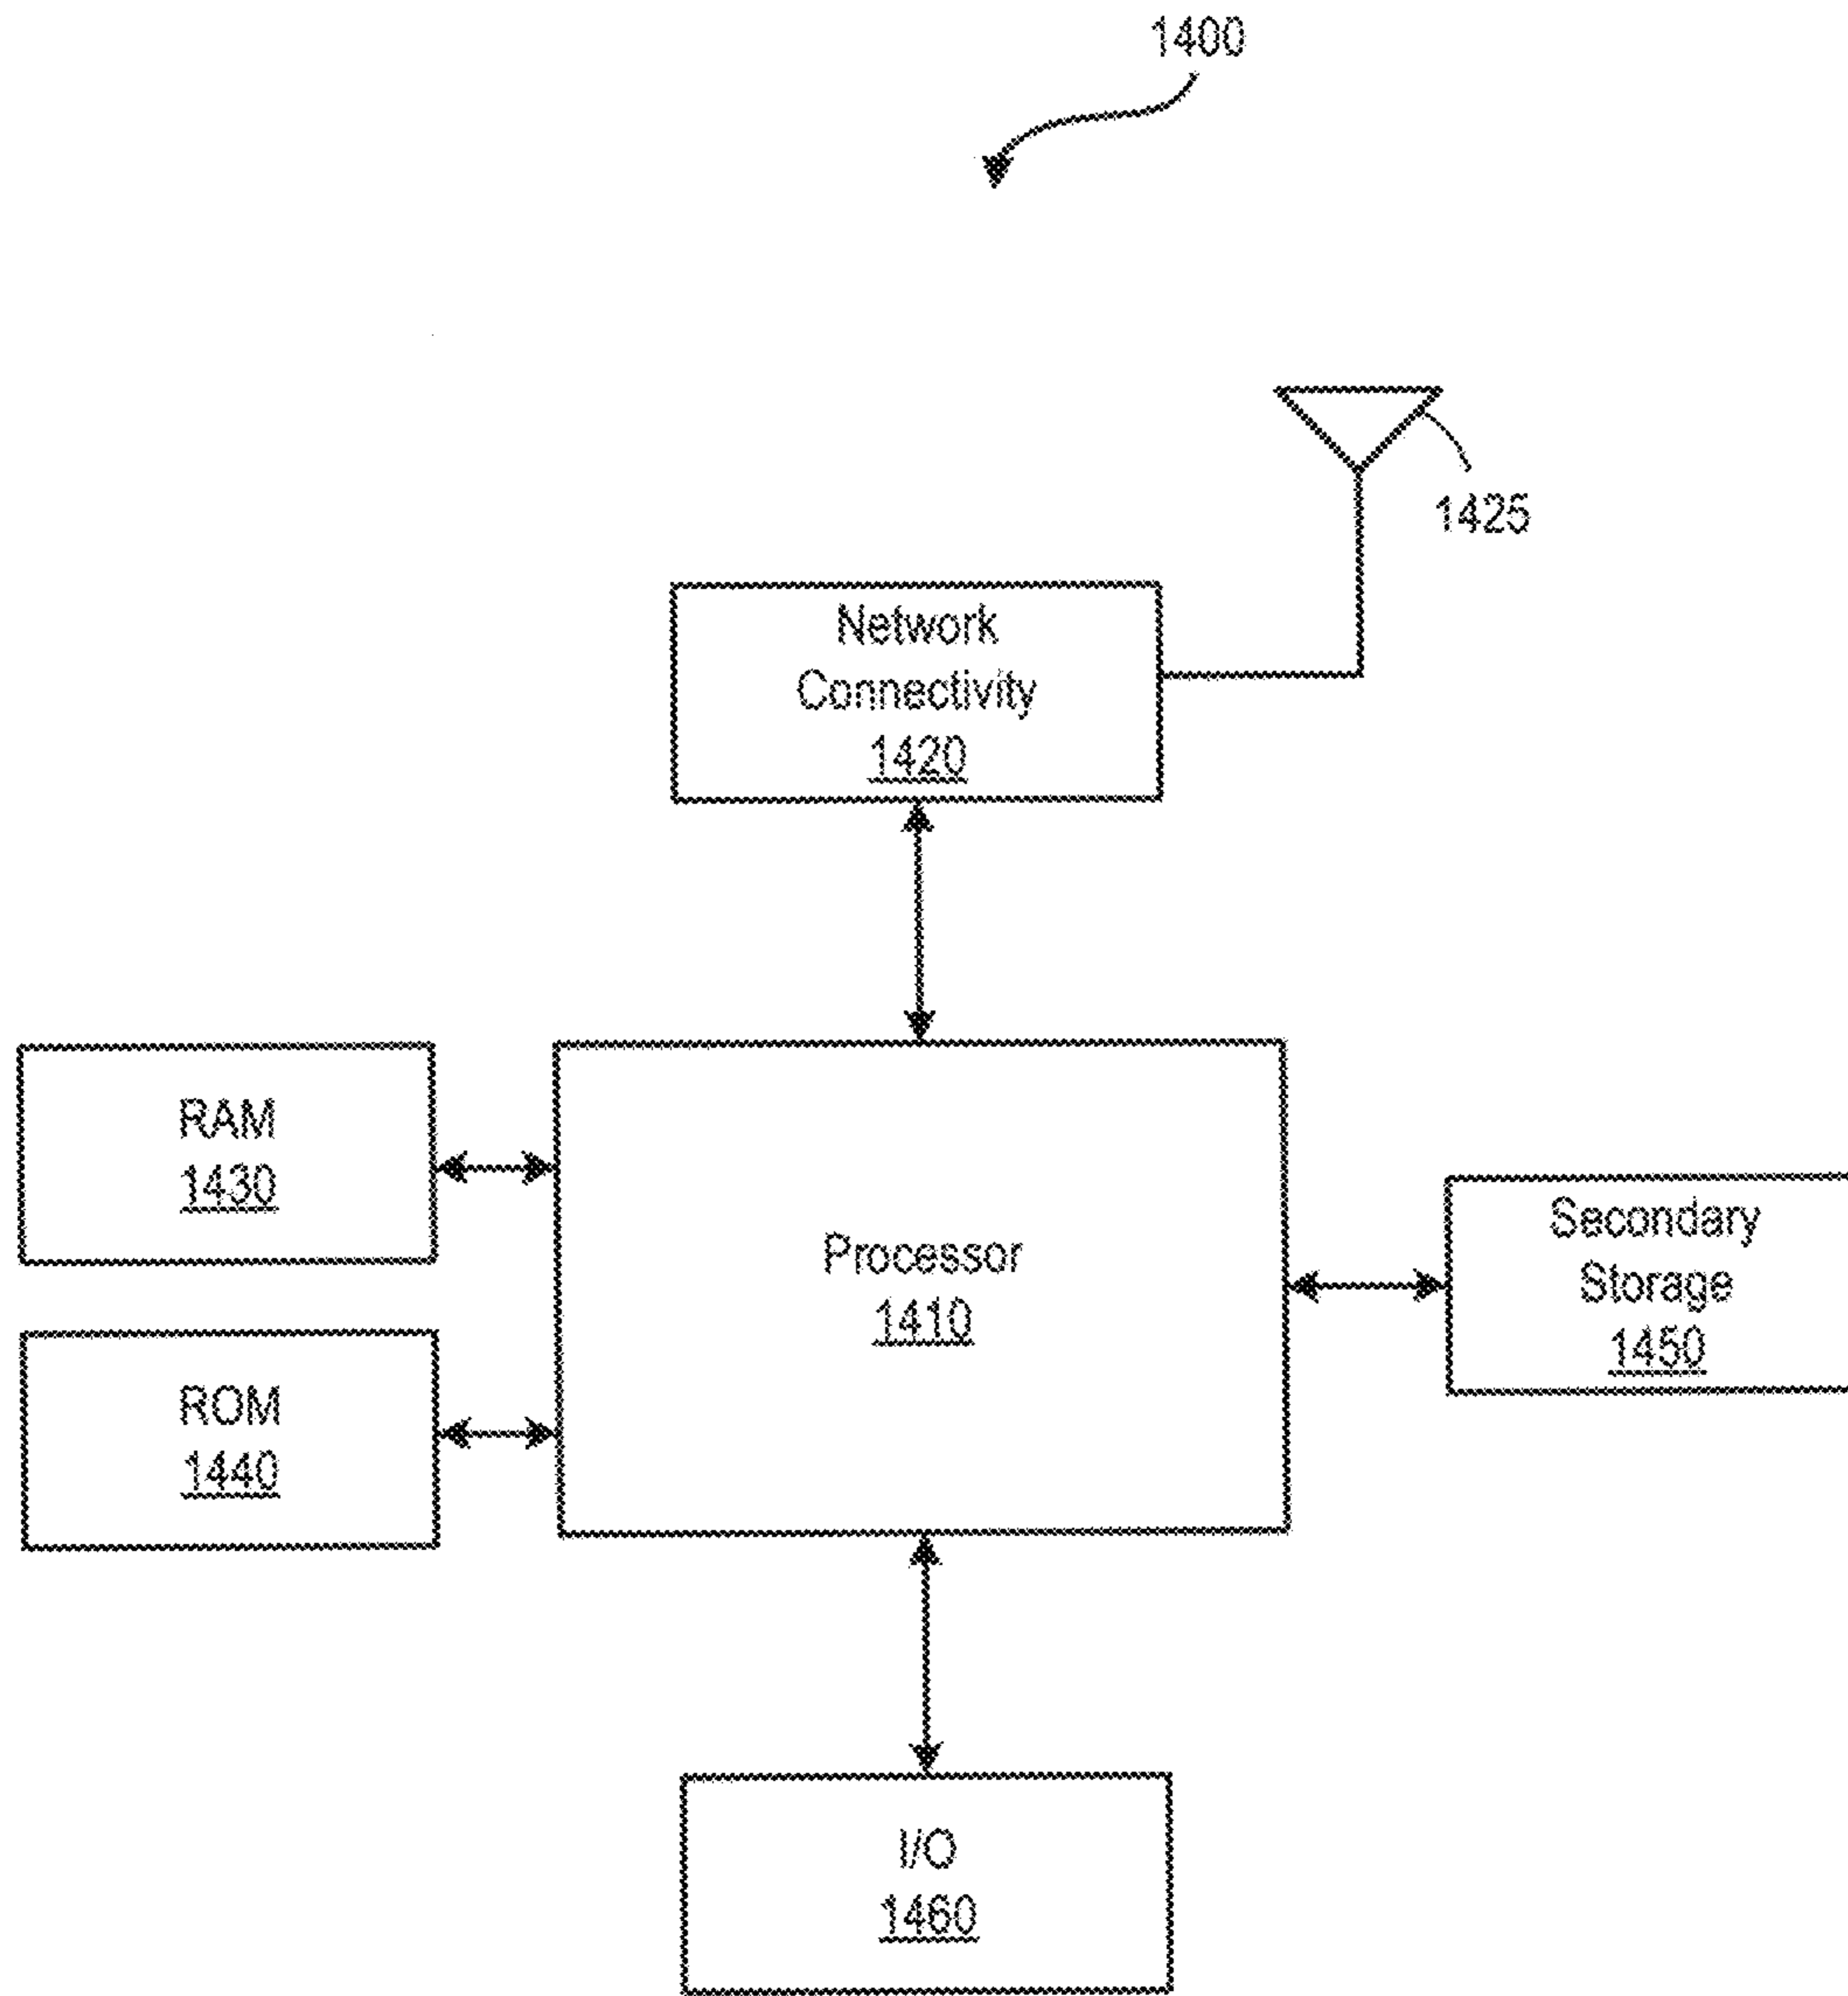 1400
1425
Network
Connectivity
1420
RAM
1430
Processor
1410
Secondary
Storage
1450
ROM
1440
I/O
1460